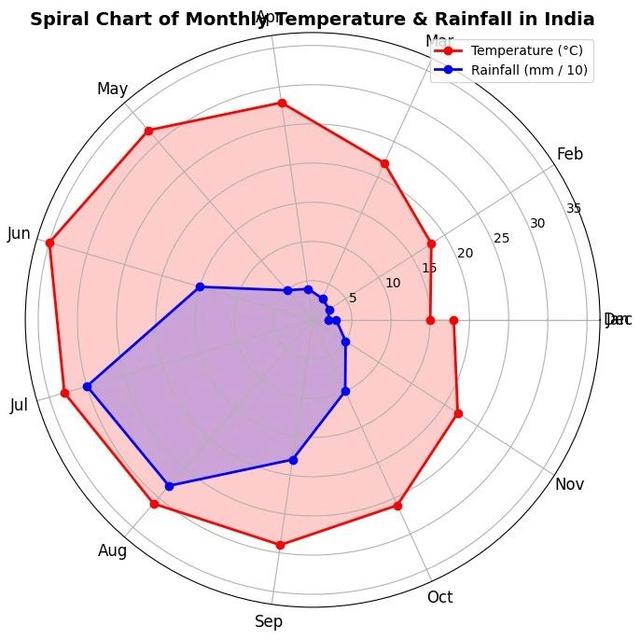 Spiral Chart of Monthly Temperature & Rainfall in India
Apr
Mar
Temperature (°C)
Rainfall (mm / 10)
May
Feb
35
30
25
20
15
10
5
Jun
Jan
Dec
Jul
Nov
Aug
Oct
Sep